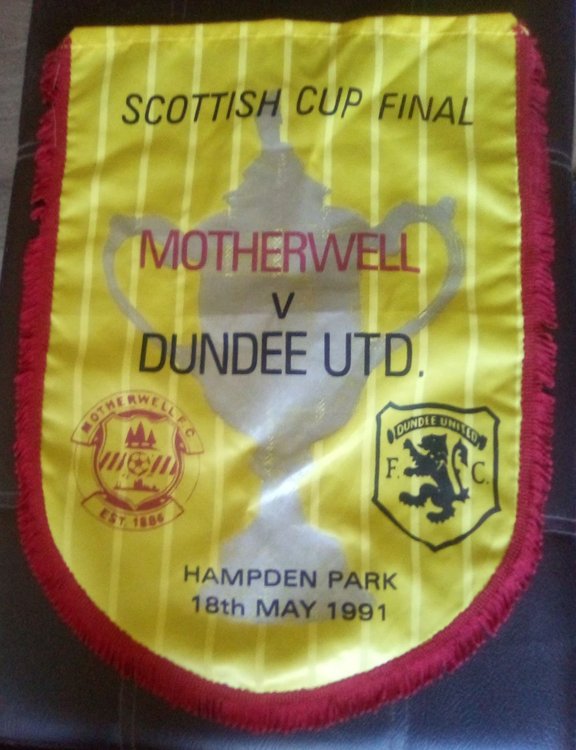 SCOTTISH CUP FINAL
MOTHERWELL
V
DUNDEE UTD.
MOTHERWELL F.C.
EST. 1886
DUNDEE UNITED
F. C.
HAMPDEN PARK
18th MAY 1991